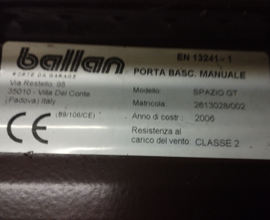 ballan
PORTE DA GARAGE
Via Restello, 98
35010 - Villa Del Conte
(Padova) Italy
CE (89/106/CE)
EN 13241-1
PORTA BASC. MANUALE
Modello: SPAZIO GT
Matricola: 2613028/002
Anno di costr.: 2006
Resistenza al
carico del vento: CLASSE 2